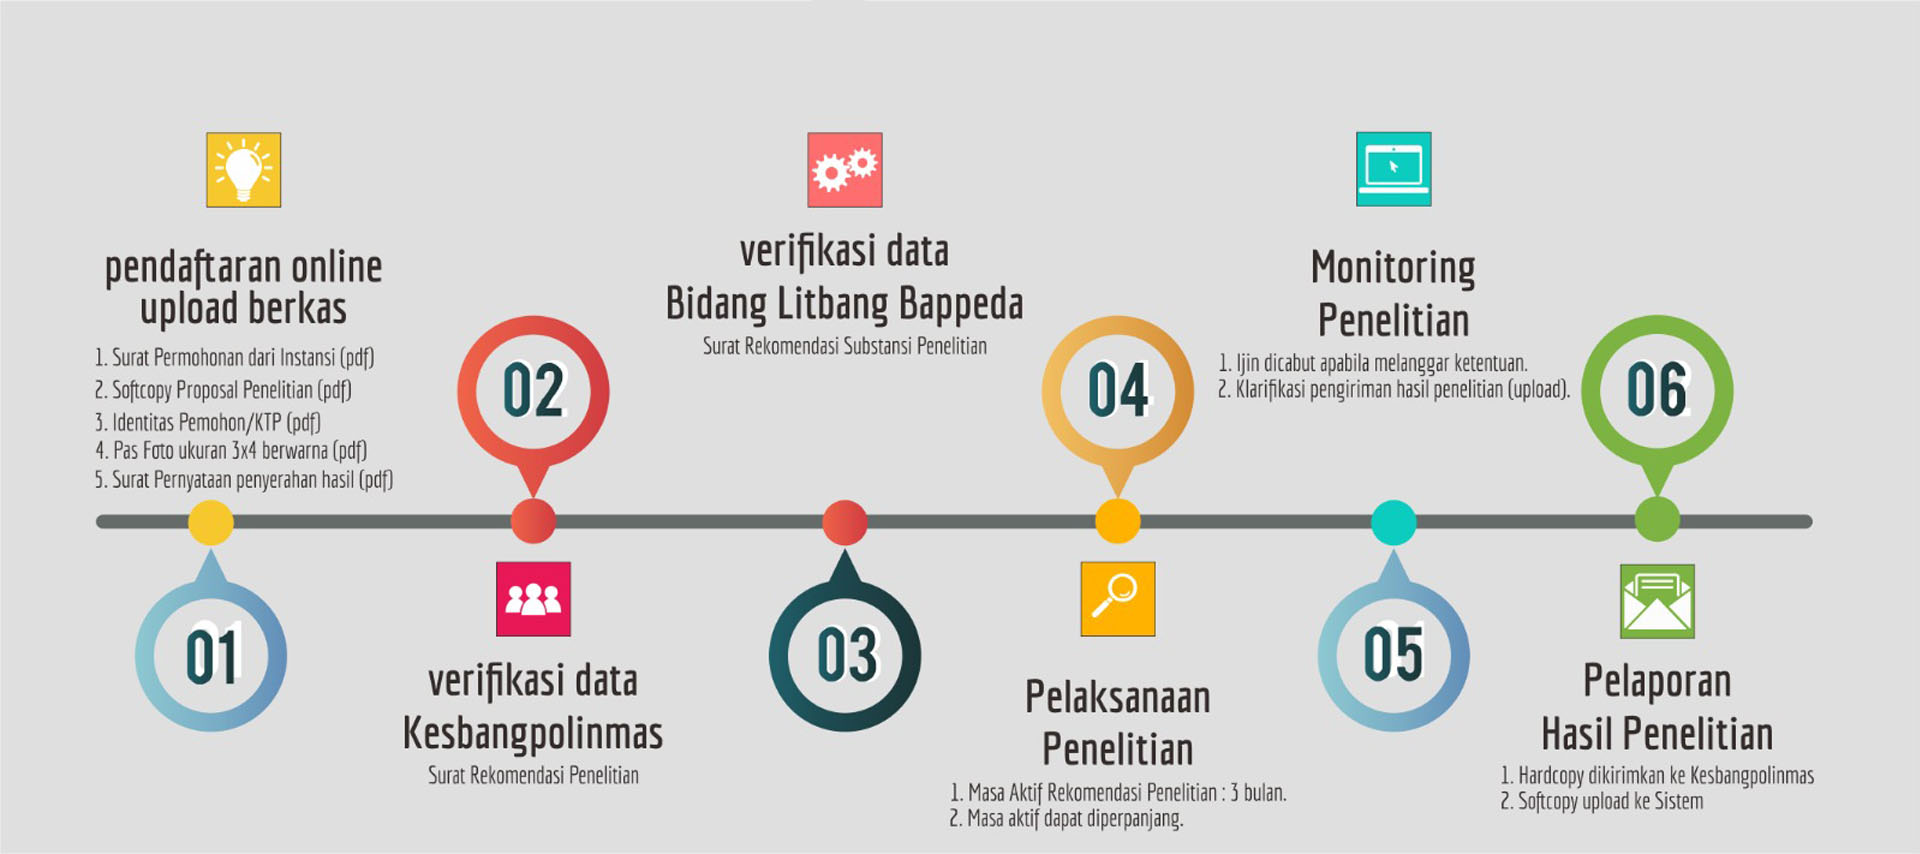 pendaftaran online
upload berkas
1. Surat Permohonan dari Instansi (pdf)
2. Softcopy Proposal Penelitian (pdf)
3. Identitas Pemohon/KTP (pdf)
4. Pas Foto ukuran 3x4 berwarna (pdf)
5. Surat Pernyataan penyerahan hasil (pdf)
01
02
verifikasi data
Kesbangpolinmas
Surat Rekomendasi Penelitian
verifikasi data
Bidang Litbang Bappeda
Surat Rekomendasi Substansi Penelitian
03
04
Pelaksanaan
Penelitian
1. Masa Aktif Rekomendasi Penelitian : 3 bulan.
2. Masa aktif dapat diperpanjang.
Monitoring
Penelitian
1. Ijin dicabut apabila melanggar ketentuan.
2. Klarifikasi pengiriman hasil penelitian (upload).
05
06
Pelaporan
Hasil Penelitian
1. Hardcopy dikirimkan ke Kesbangpolinmas
2. Softcopy upload ke Sistem